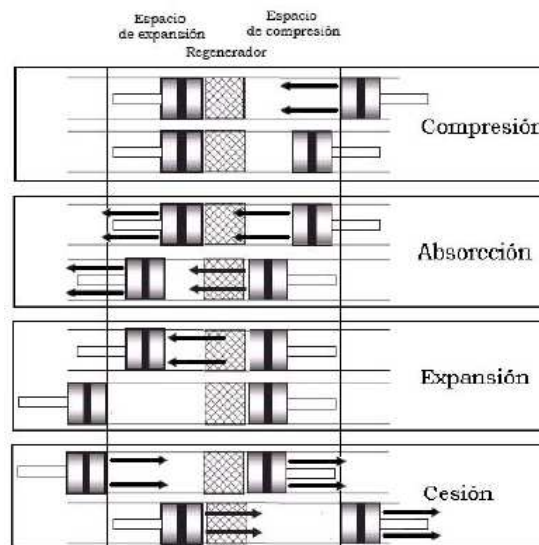 Espacio
de expansión
Regenerador
Espacio
de compresión
Compresión
Absorción
Expansión
Cesión